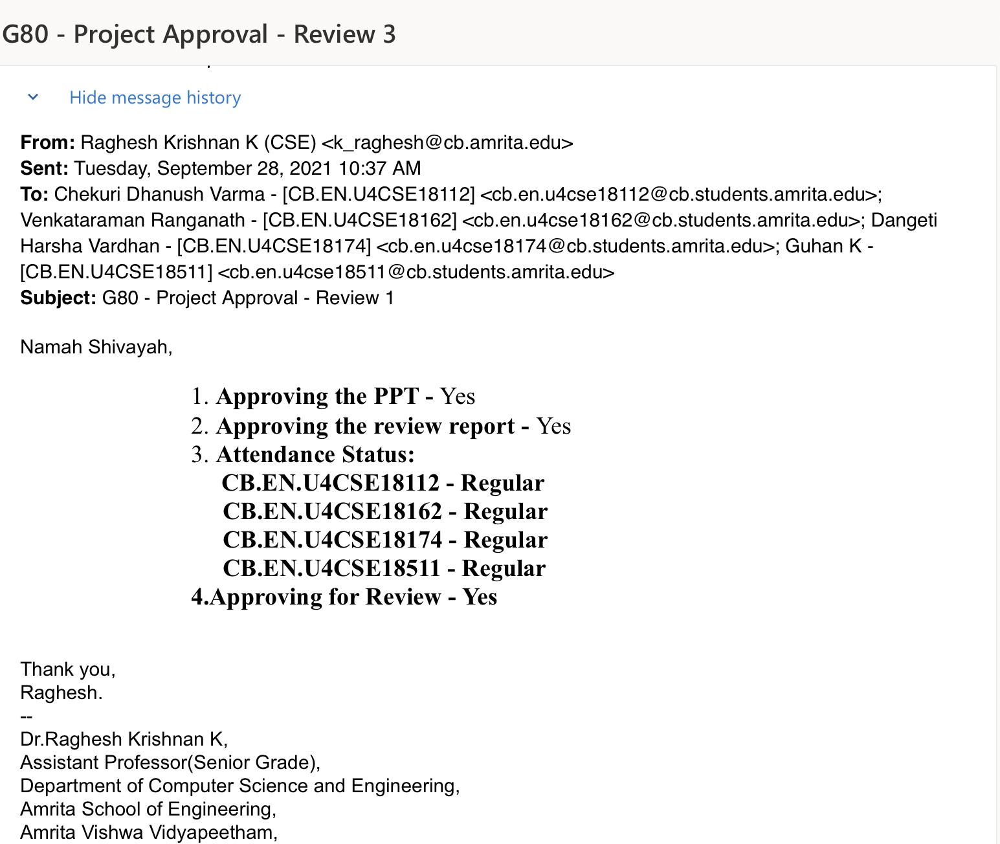 G80 - Project Approval - Review 3
Hide message history
From: Raghesh Krishnan K (CSE) <k_raghesh@cb.amrita.edu>
Sent: Tuesday, September 28, 2021 10:37 AM
To: Chekuri Dhanush Varma - [CB.EN.U4CSE18112] <cb.en.u4cse18112@cb.students.amrita.edu>;
Venkataraman Ranganath - [CB.EN.U4CSE18162] <cb.en.u4cse18162@cb.students.amrita.edu>; Dangeti
Harsha Vardhan - [CB.EN.U4CSE18174] <cb.en.u4cse18174@cb.students.amrita.edu>; Guhan K -
[CB.EN.U4CSE18511] <cb.en.u4cse18511@cb.students.amrita.edu>
Subject: G80 - Project Approval - Review 1
Namah Shivayah,
1. Approving the PPT - Yes
2. Approving the review report - Yes
3. Attendance Status:
CB.EN.U4CSE18112 - Regular
CB.EN.U4CSE18162 - Regular
CB.EN.U4CSE18174 - Regular
CB.EN.U4CSE18511 - Regular
4.Approving for Review - Yes
Thank you,
Raghesh.
--
Dr.Raghesh Krishnan K,
Assistant Professor(Senior Grade),
Department of Computer Science and Engineering,
Amrita School of Engineering,
Amrita Vishwa Vidyapeetham,